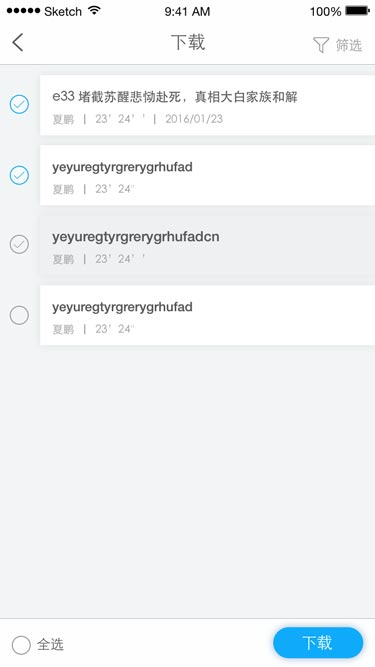 Sketch 9:41 AM 100%
下载
筛选
e33 堵截苏醒悲恸赴死，真相大白家族和解
夏鹏 | 23' 24'' | 2016/01/23
yeyuregtyrgrerygrhufad
夏鹏 | 23' 24''
yeyuregtyrgrerygrhufadcn
夏鹏 | 23' 24''
yeyuregtyrgrerygrhufad
夏鹏 | 23' 24''
全选
下载